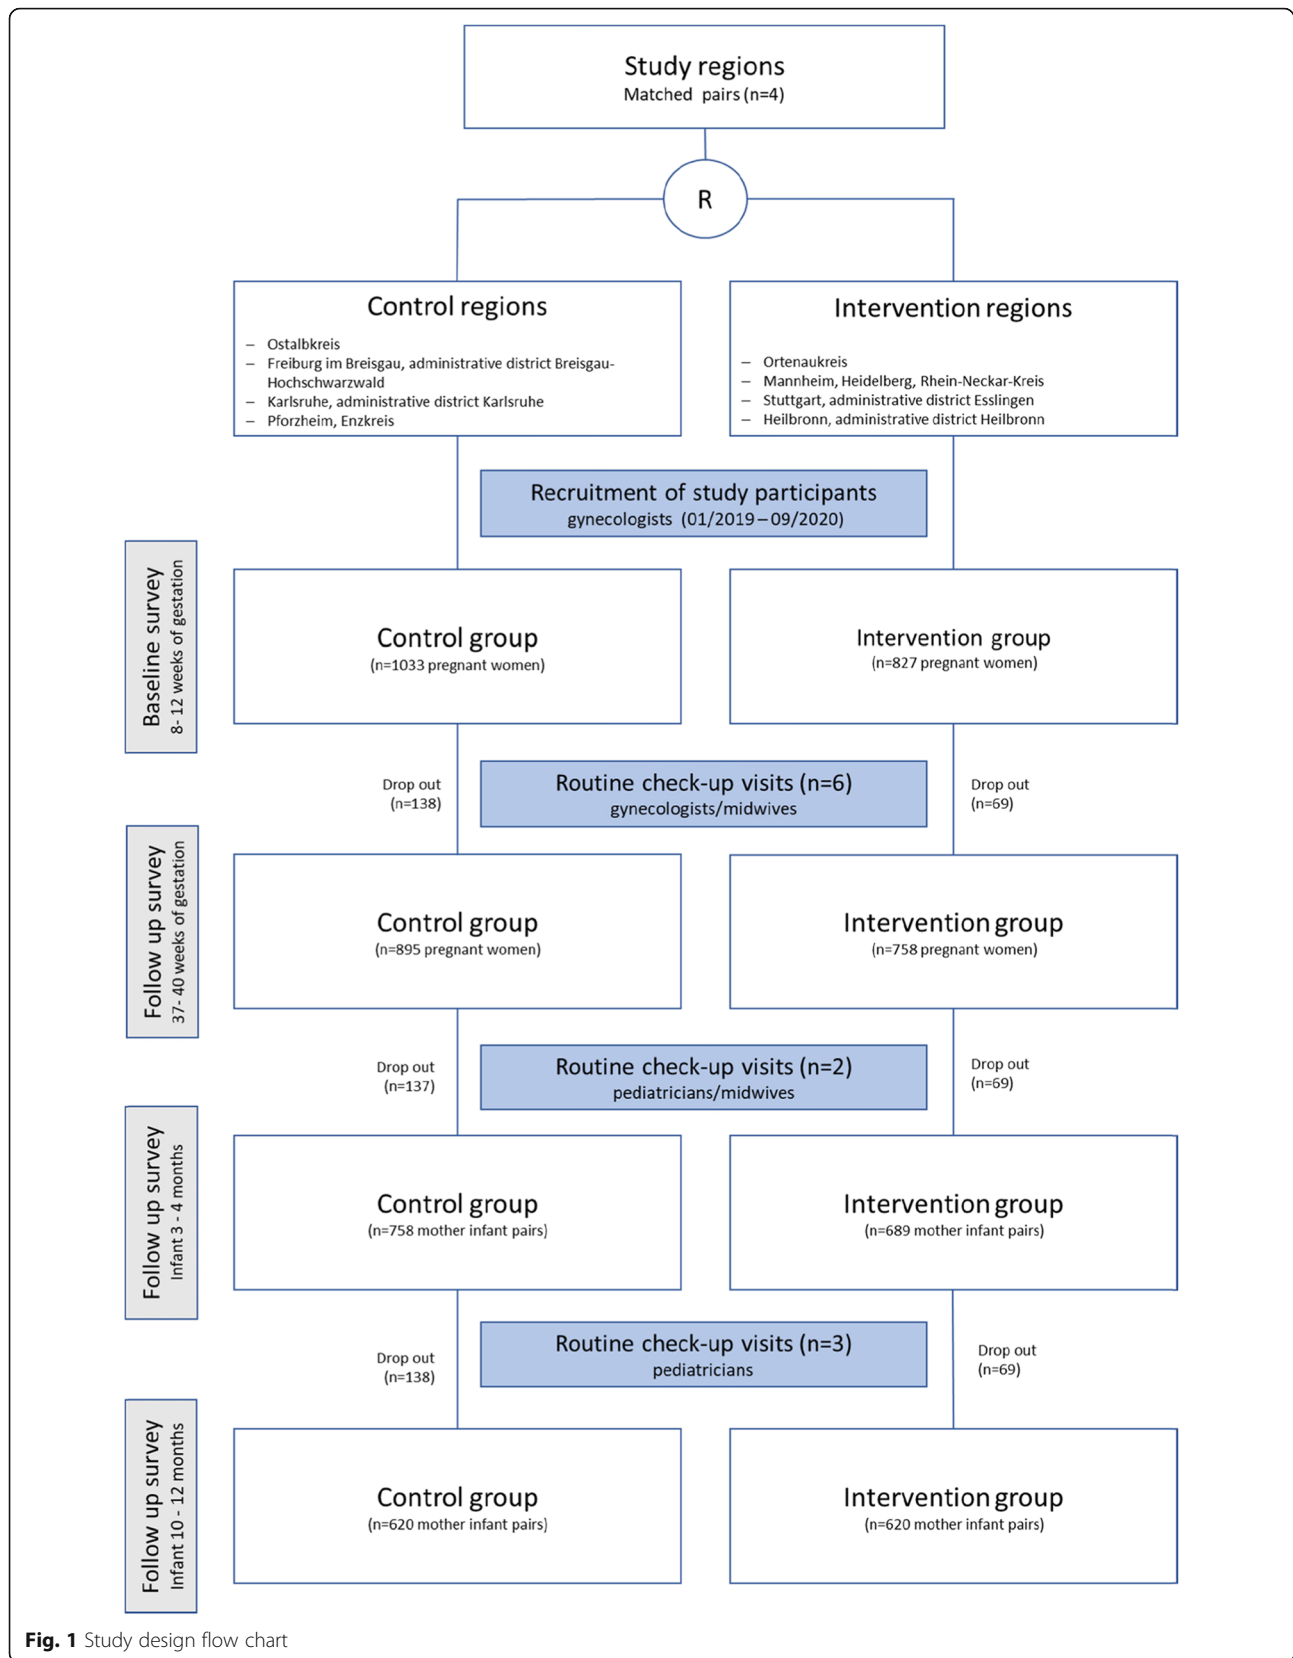 Study regions
Matched pairs (n=4)
R
Control regions
– Ostalbkreis
– Freiburg im Breisgau, administrative district Breisgau-
Hochschwarzwald
– Karlsruhe, administrative district Karlsruhe
– Pforzheim, Enzkreis
Intervention regions
– Ortenaukreis
– Mannheim, Heidelberg, Rhein-Neckar-Kreis
– Stuttgart, administrative district Esslingen
– Heilbronn, administrative district Heilbronn
Recruitment of study participants
gynecologists (01/2019–09/2020)
Baseline survey
8- 12 weeks of gestation
Control group
(n=1033 pregnant women)
Intervention group
(n=827 pregnant women)
Drop out
(n=138)
Routine check-up visits (n=6)
gynecologists/midwives
Drop out
(n=69)
Follow up survey
37- 40 weeks of gestation
Control group
(n=895 pregnant women)
Intervention group
(n=758 pregnant women)
Drop out
(n=137)
Routine check-up visits (n=2)
pediatricians/midwives
Drop out
(n=69)
Follow up survey
Infant 3 - 4 months
Control group
(n=758 mother infant pairs)
Intervention group
(n=689 mother infant pairs)
Drop out
(n=138)
Routine check-up visits (n=3)
pediatricians
Drop out
(n=69)
Follow up survey
Infant 10 - 12 months
Control group
(n=620 mother infant pairs)
Intervention group
(n=620 mother infant pairs)
Fig. 1 Study design flow chart